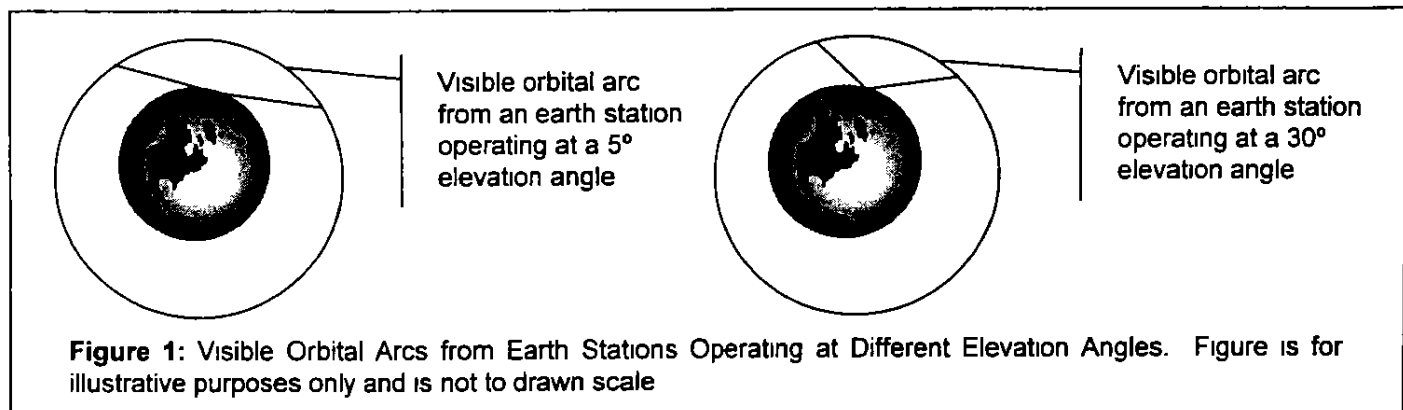 Visible orbital arc
from an earth station
operating at a 5º
elevation angle
Visible orbital arc
from an earth station
operating at a 30º
elevation angle
Figure 1: Visible Orbital Arcs from Earth Stations Operating at Different Elevation Angles. Figure is for
illustrative purposes only and is not to drawn scale